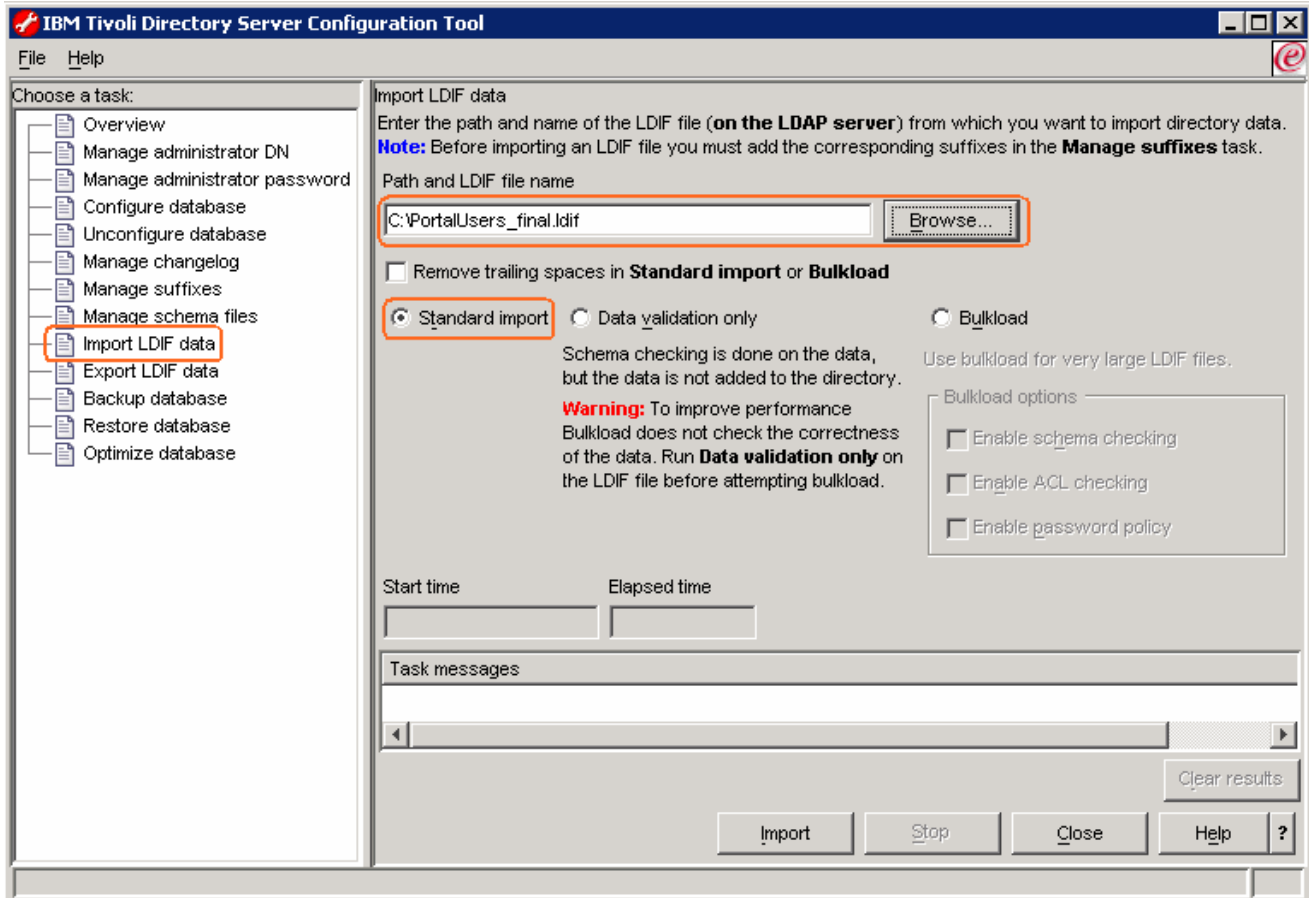 IBM Tivoli Directory Server Configuration Tool
File Help
Choose a task:
Overview
Manage administrator DN
Manage administrator password
Configure database
Unconfigure database
Manage changelog
Manage suffixes
Manage schema files
Import LDIF data
Export LDIF data
Backup database
Restore database
Optimize database
Import LDIF data
Enter the path and name of the LDIF file (on the LDAP server) from which you want to import directory data.
Note: Before importing an LDIF file you must add the corresponding suffixes in the Manage suffixes task.
Path and LDIF file name
C:\PortalUsers_final.ldif Browse...
Remove trailing spaces in Standard import or Bulkload
Standard import Data validation only Bulkload
Schema checking is done on the data,
but the data is not added to the directory.
Warning: To improve performance
Bulkload does not check the correctness
of the data. Run Data validation only on
the LDIF file before attempting bulkload.
Use bulkload for very large LDIF files.
Bulkload options
Enable schema checking
Enable ACL checking
Enable password policy
Start time Elapsed time
Task messages
Clear results
Import Stop Close Help ?